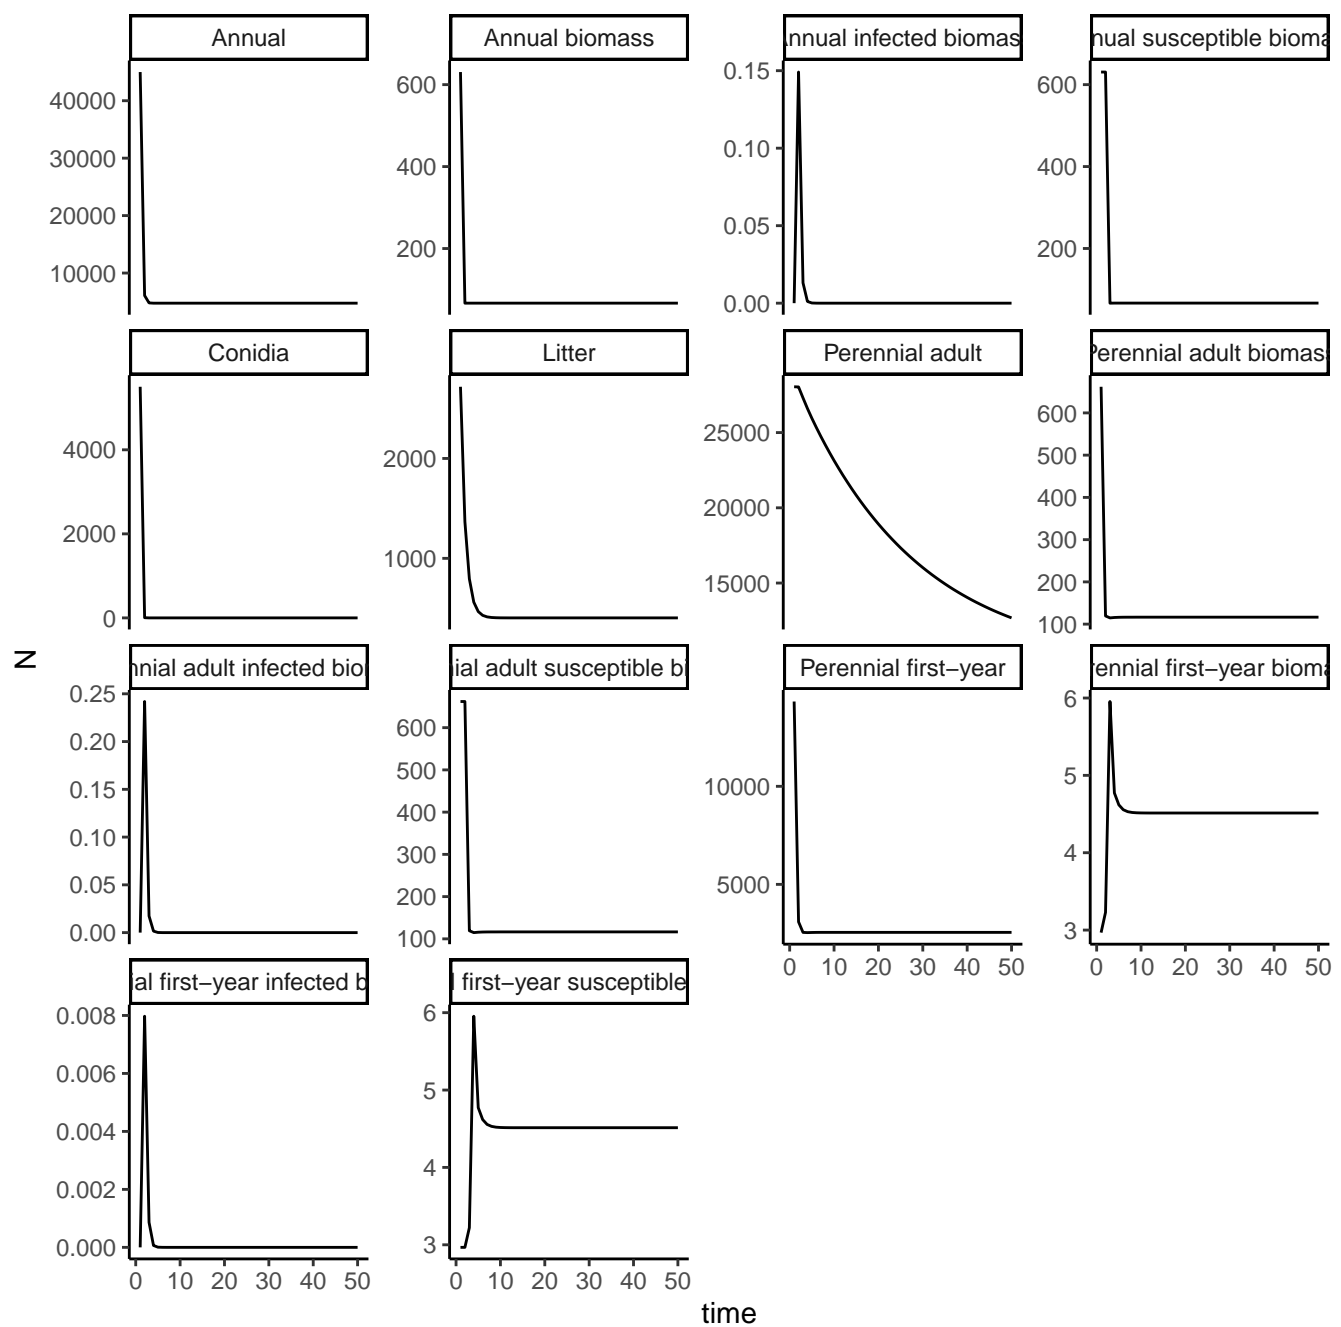 Annual
Annual biomass
nnual infected biomas
nual susceptible bioma
40000
30000
20000
10000
600
400
200
0.15
0.10
0.05
0.00
600
400
200
Conidia
Litter
Perennial adult
Perennial adult biomass
4000
2000
0
2000
1000
25000
20000
15000
600
500
400
300
200
100
N
nnial adult infected bio
ial adult susceptible bi
Perennial first−year
rennial first−year bioma
0.25
0.20
0.15
0.10
0.05
0.00
600
500
400
300
200
100
10000
5000
6
5
4
3
0 10 20 30 40 50
0 10 20 30 40 50
ial first−year infected b
l first−year susceptible
0.008
0.006
0.004
0.002
0.000
6
5
4
3
0 10 20 30 40 50
0 10 20 30 40 50
time